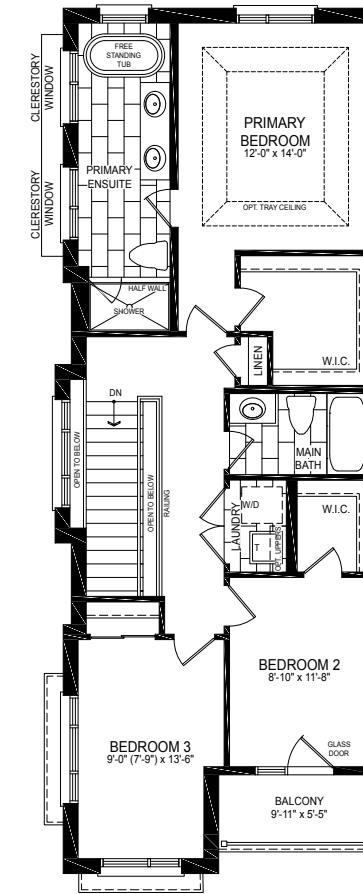 FREE
STANDING
TUB
CLERESTORY
WINDOW
CLERESTORY
WINDOW
PRIMARY
ENSUITE
PRIMARY
BEDROOM
12'-0" x 14'-0"
OPT. TRAY CEILING
HALF WALL
SHOWER
W.I.C.
LINEN
DN
OPEN TO BELOW
OPEN TO BELOW
RAILING
MAIN
BATH
LAUNDRY
W/D
T
OPT. UPPERS
W.I.C.
BEDROOM 2
8'-10" x 11'-8"
BEDROOM 3
9'-0" (7'-9") x 13'-6"
GLASS
DOOR
BALCONY
9'-11" x 5'-5"